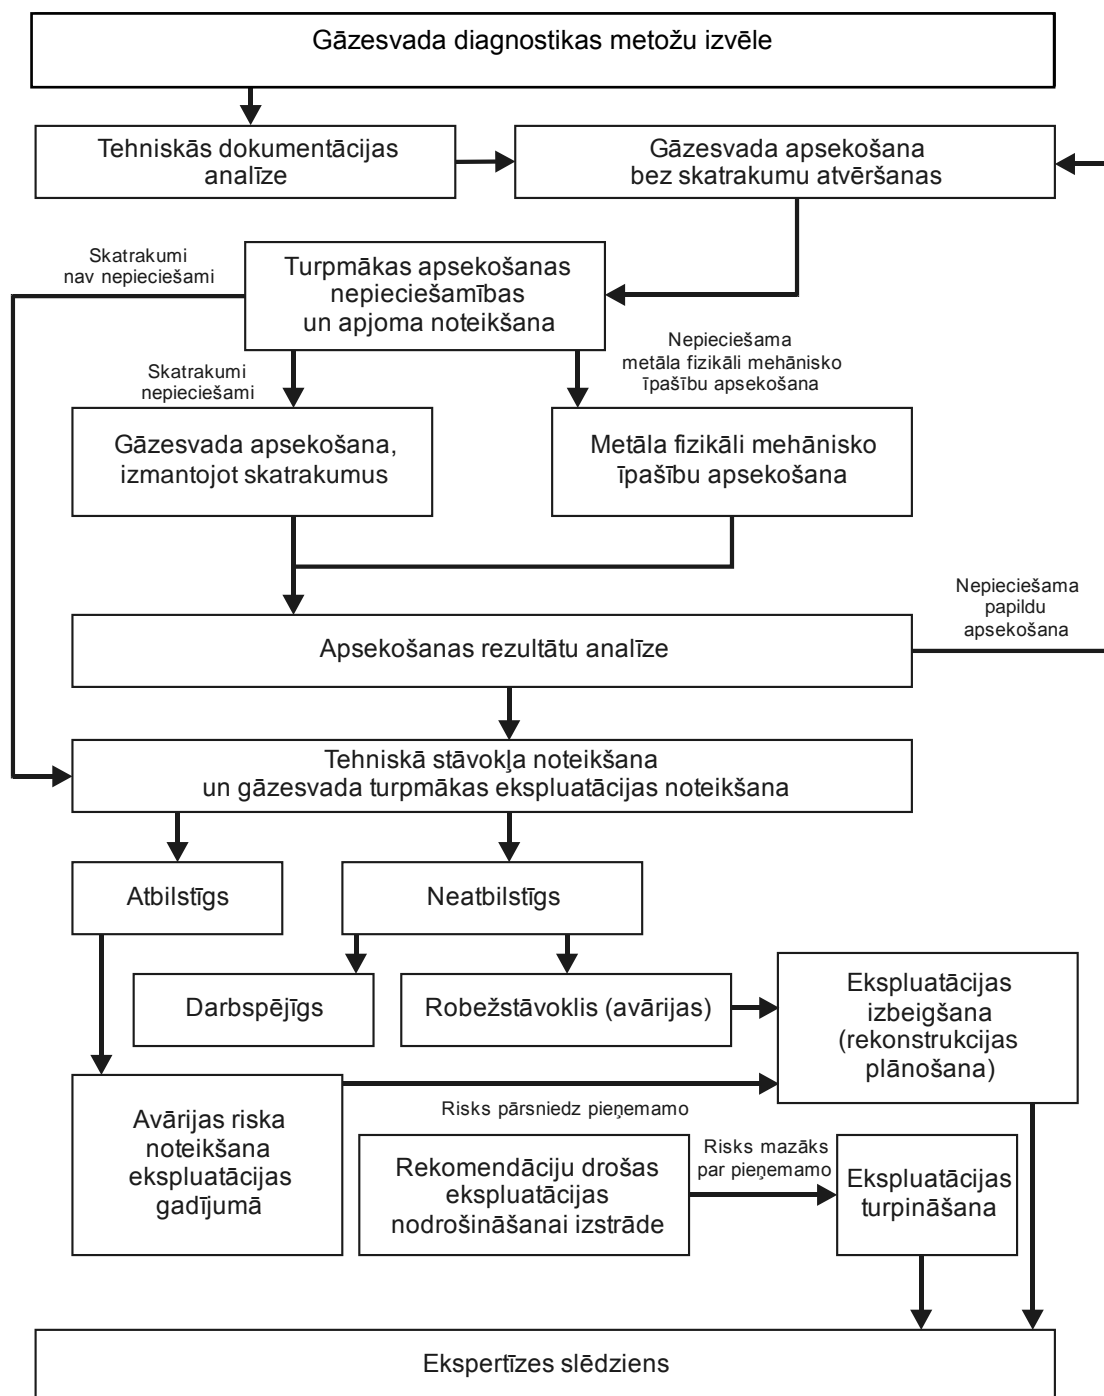 Gāzesvada diagnostikas metožu izvēle
Tehniskās dokumentācijas
analīze
Gāzesvada apsekošana
bez skatrakumu atvēršanas
Skatrakumi
nav nepieciešami
Turpmākas apsekošanas
nepieciešamības
un apjoma noteikšana
Skatrakumi
nepieciešami
Nepieciešama
metāla fizikāli mehānisko
īpašību apsekošana
Gāzesvada apsekošana,
izmantojot skatrakumus
Metāla fizikāli mehānisko
īpašību apsekošana
Nepieciešama
papildu
apsekošana
Apsekošanas rezultātu analīze
Tehniskā stāvokļa noteikšana
un gāzesvada turpmākas ekspluatācijas noteikšana
Atbilstīgs
Neatbilstīgs
Darbspējīgs
Robežstāvoklis (avārijas)
Ekspluatācijas
izbeigšana
(rekonstrukcijas
plānošana)
Avārijas riska
noteikšana
ekspluatācijas
gadījumā
Risks pārsniedz pieņemamo
Rekomendāciju drošas
ekspluatācijas
nodrošināšanai izstrāde
Risks mazāks
par pieņemamo
Ekspluatācijas
turpināšana
Ekspertīzes slēdziens